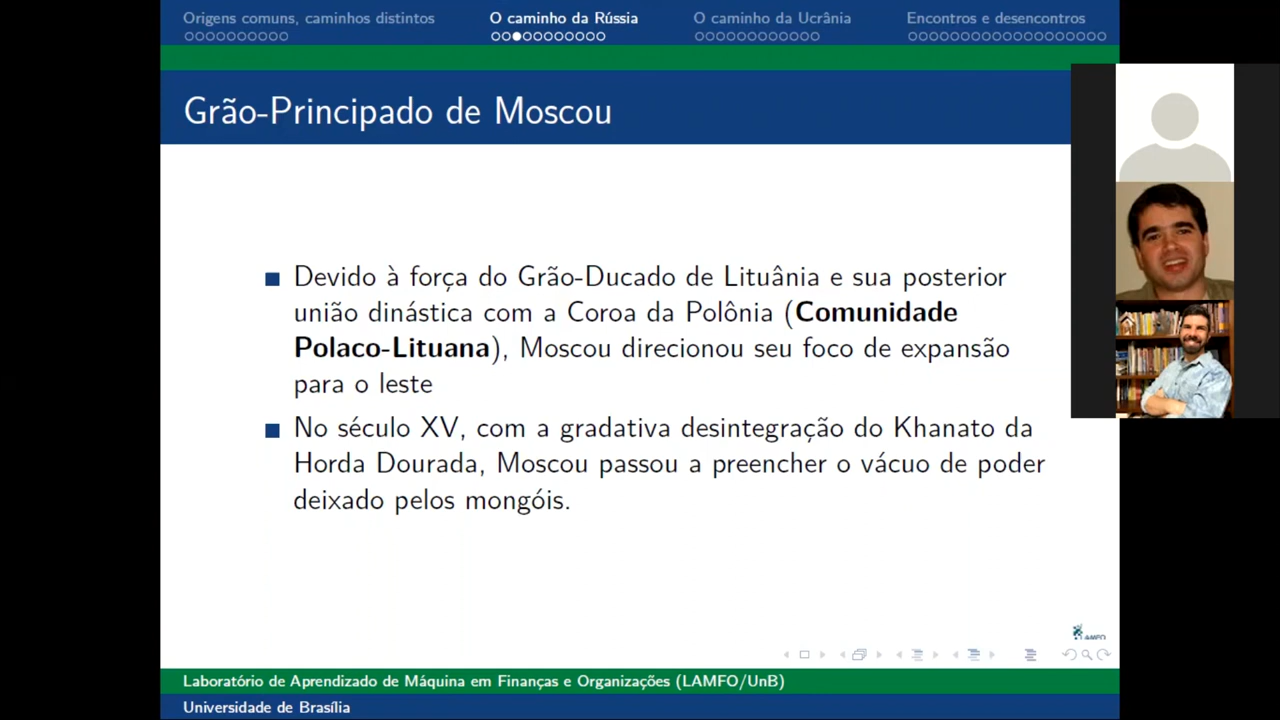 Origens comuns, caminhos distintos
O caminho da Rússia
O caminho da Ucrânia
Encontros e desencontros
Grão-Principado de Moscou
Devido à força do Grão-Ducado de Lituânia e sua posterior
união dinástica com a Coroa da Polônia (Comunidade
Polaco-Lituana), Moscou direcionou seu foco de expansão
para o leste
No século XV, com a gradativa desintegração do Khanato da
Horda Dourada, Moscou passou a preencher o vácuo de poder
deixado pelos mongóis.
LAMFO
Laboratório de Aprendizado de Máquina em Finanças e Organizações (LAMFO/UnB)
Universidade de Brasília